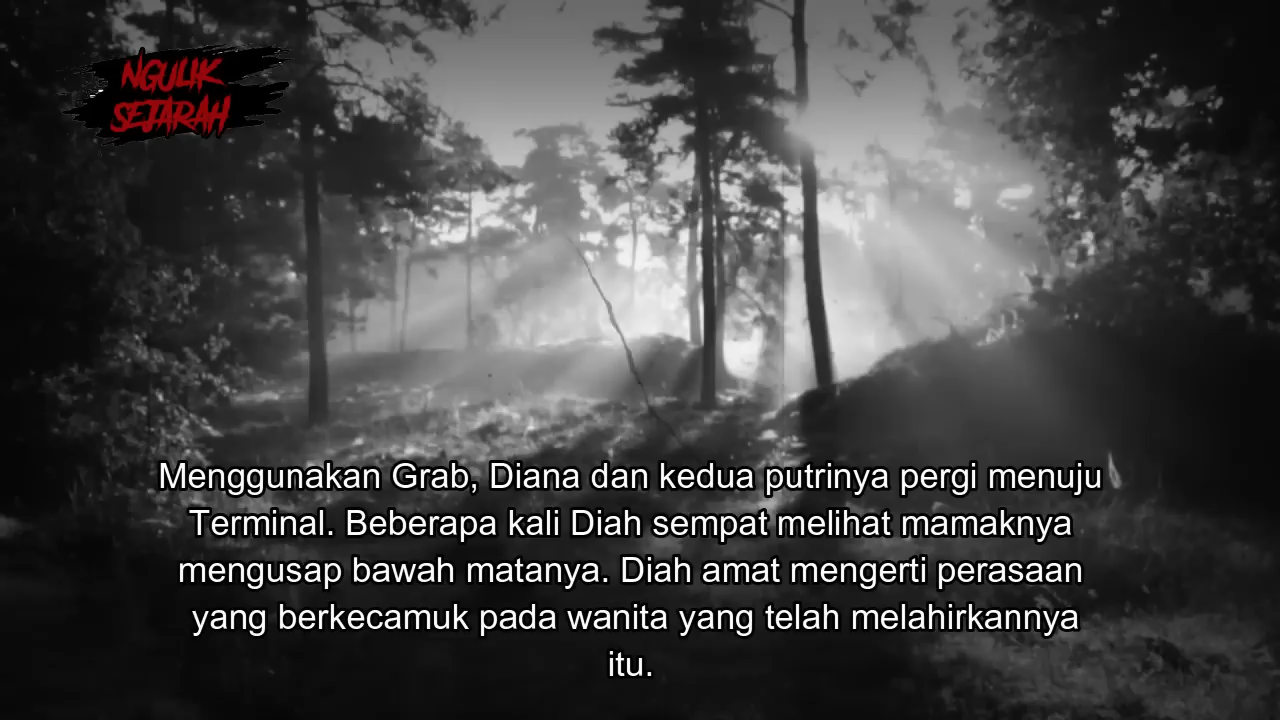 NGULIK
SEJARAH
Menggunakan Grab, Diana dan kedua putrinya pergi menuju
Terminal. Beberapa kali Diah sempat melihat mamaknya
mengusap bawah matanya. Diah amat mengerti perasaan
yang berkecamuk pada wanita yang telah melahirkannya
itu.